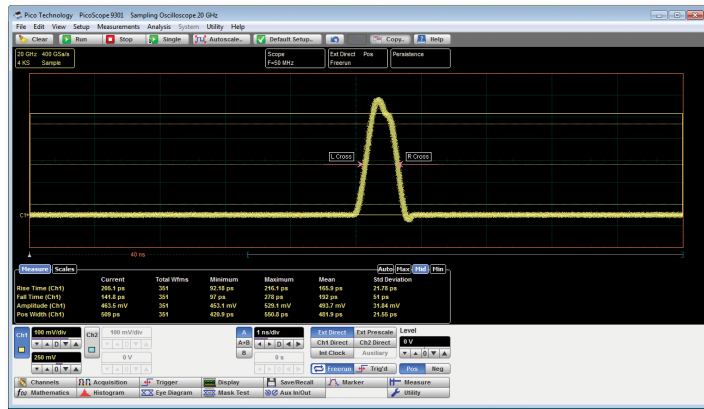 Pico Technology PicoScope 9301 Sampling Oscilloscope 20 GHz
File Edit View Setup Measurements Analysis System Utility Help
Clear Run Stop Single Autoscale.. Default Setup.. Copy.. Help
20 GHz 400 GSa/s Scope Ext Direct Pos Persistence
4 KS Sample F=50 MHz Freerun
L Cross R Cross
C1
40 ns
Measure Scales Auto Max Mid Min
Current Total Wfms Minimum Maximum Mean Std Deviation
Rise Time (Ch1) 205.1 ps 351 92.18 ps 216.1 ps 165.9 ps 21.78 ps
Fall Time (Ch1) 141.8 ps 351 97 ps 278 ps 192 ps 51 ps
Amplitude (Ch1) 463.5 mV 351 453.1 mV 529.1 mV 493.7 mV 31.84 mV
Pos Width (Ch1) 509 ps 351 420.9 ps 550.8 ps 481.9 ps 21.55 ps
Ch1 100 mV/div Ch2 100 mV/div A 1 ns/div Ext Direct Ext Prescale Level
A+B Ch1 Direct Ch2 Direct 0 V
250 mV 0 V B 0 s Int Clock Auxiliary
Freerun Trig'd Pos Neg
Channels Acquisition Trigger Display Save/Recall Marker Measure
f(x) Mathematics Histogram Eye Diagram Mask Test Aux In/Out Utility